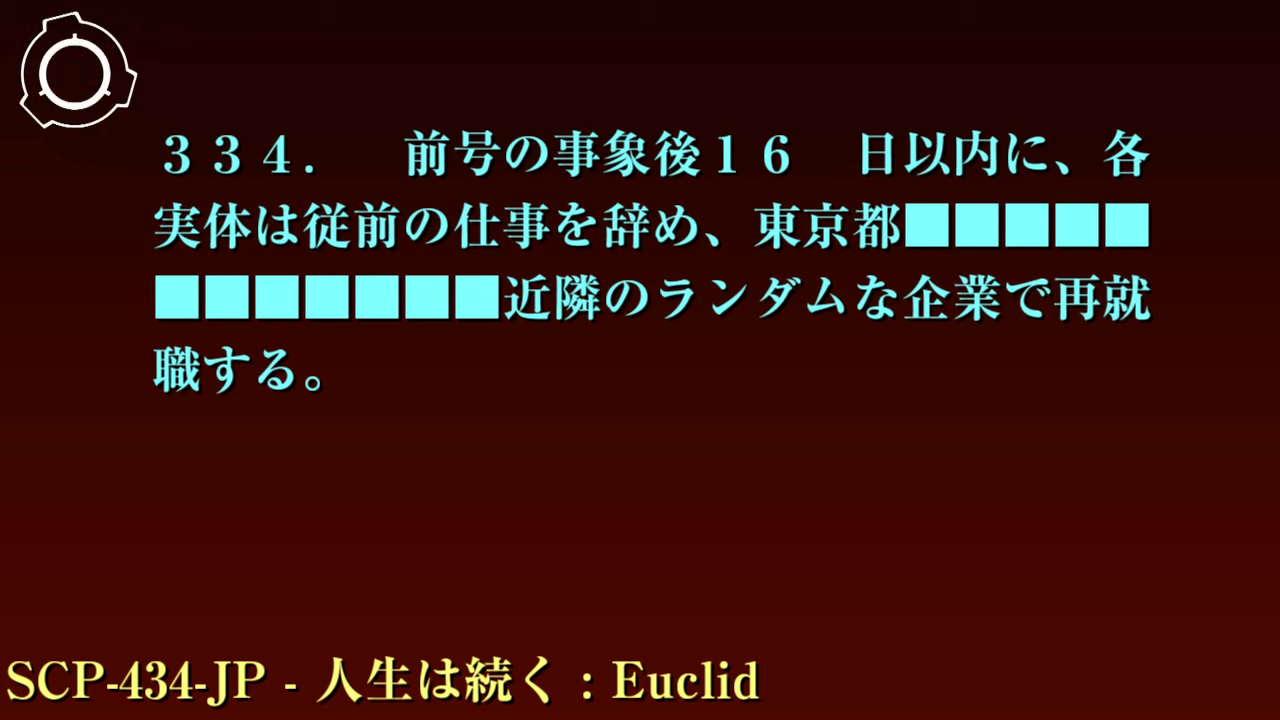 ３３４．　前号の事象後１６　日以内に、各
実体は従前の仕事を辞め、東京都■■■■■
■■■■■■■近隣のランダムな企業で再就
職する。
SCP-434-JP - 人生は続く : Euclid